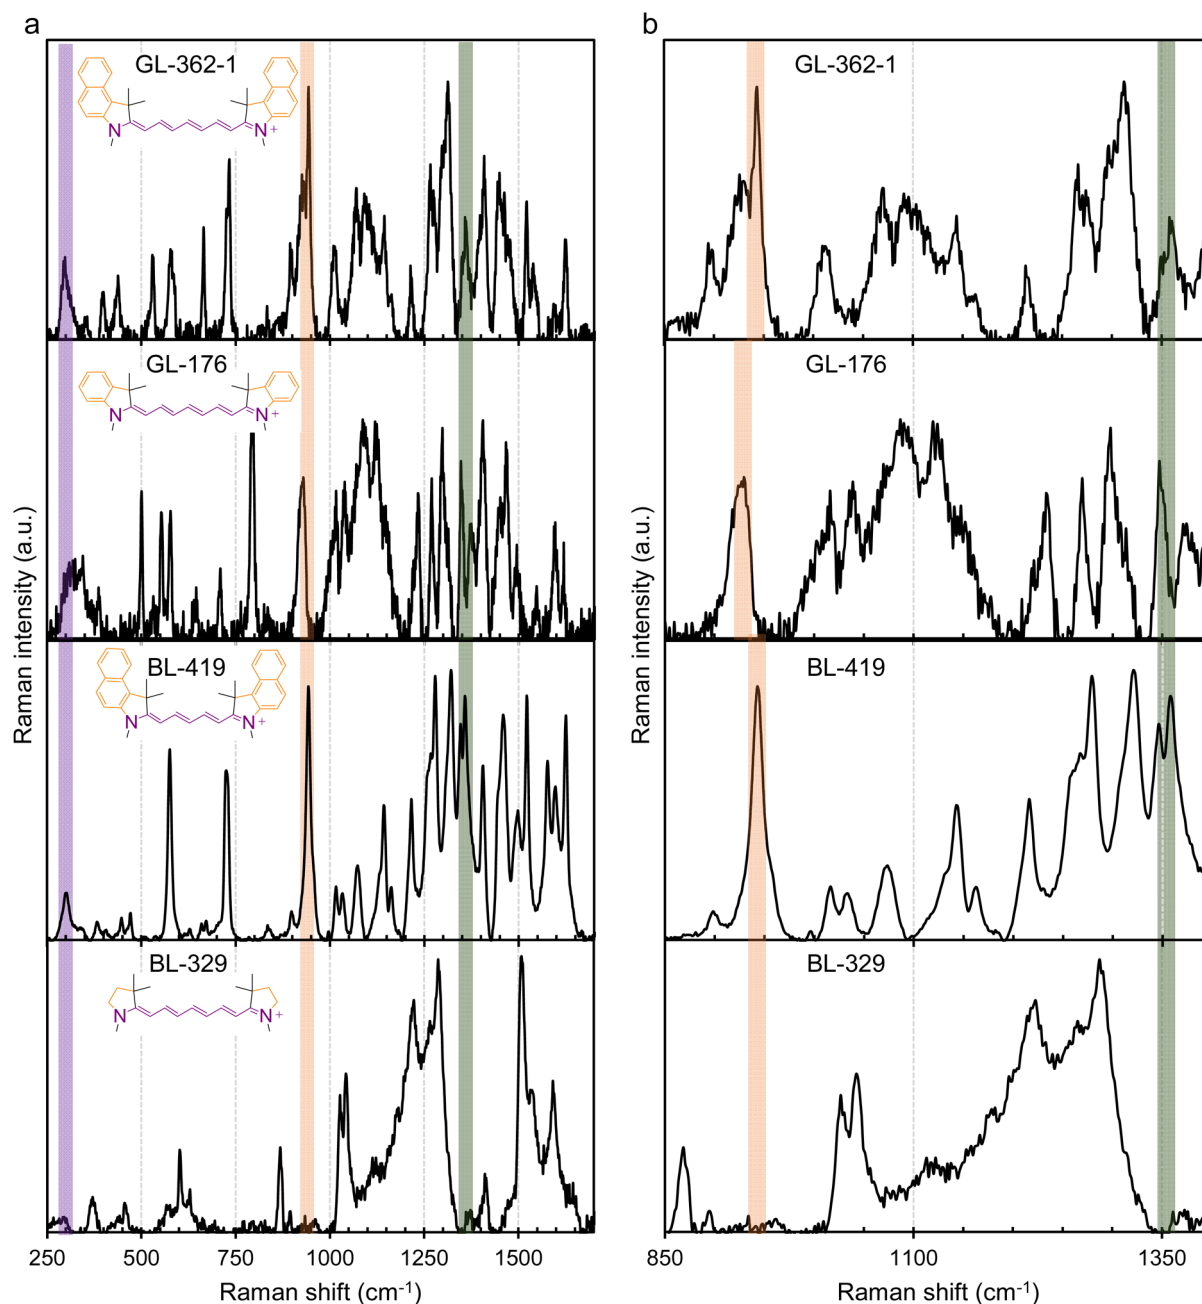 a.
b
GL-362-1
N
N
+
GL-176
N
N
+
BL-419
N
N
+
BL-329
N
N
+
Raman intensity (a.u.)
250
500
750
1000
1250
1500
Raman shift (cm⁻¹)
GL-362-1
GL-176
BL-419
BL-329
Raman intensity (a.u.)
850
1100
1350
Raman shift (cm⁻¹)